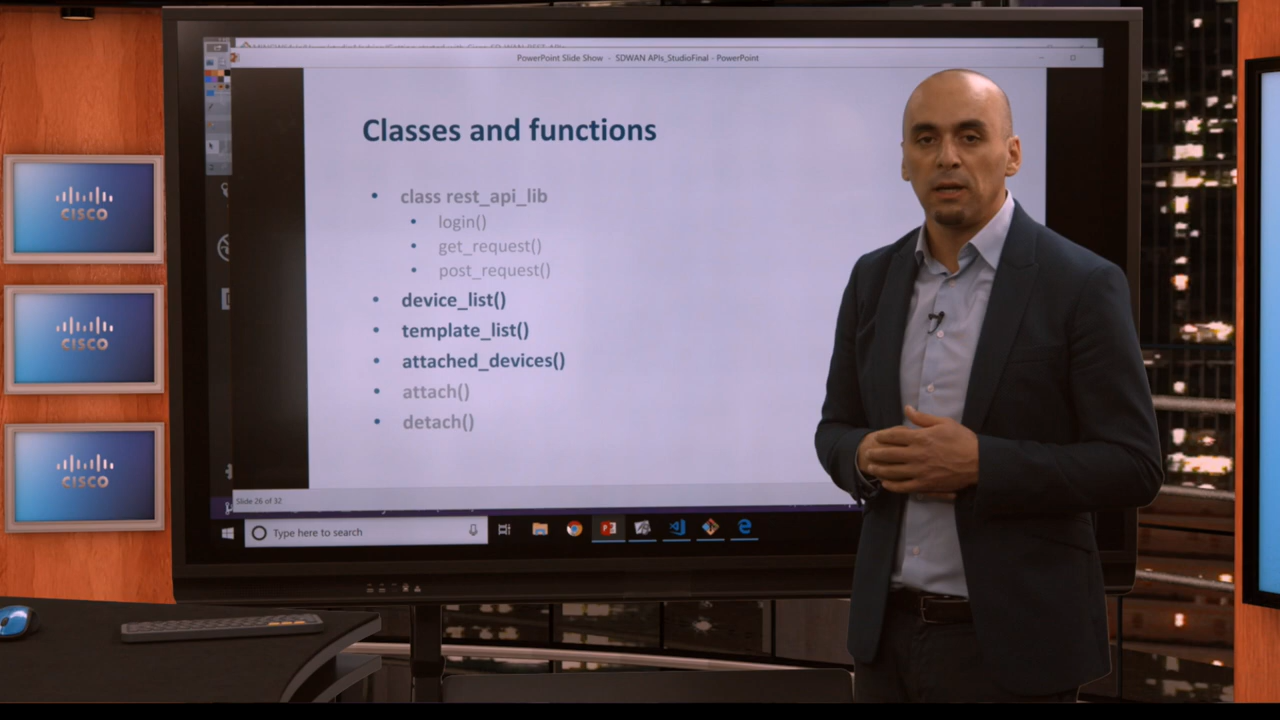 PowerPoint Slide Show - SDWAN APIs_StudioFinal - PowerPoint
Classes and functions
class rest_api_lib
login()
get_request()
post_request()
device_list()
template_list()
attached_devices()
attach()
detach()
Slide 26 of 32
Type here to search
CISCO
CISCO
CISCO